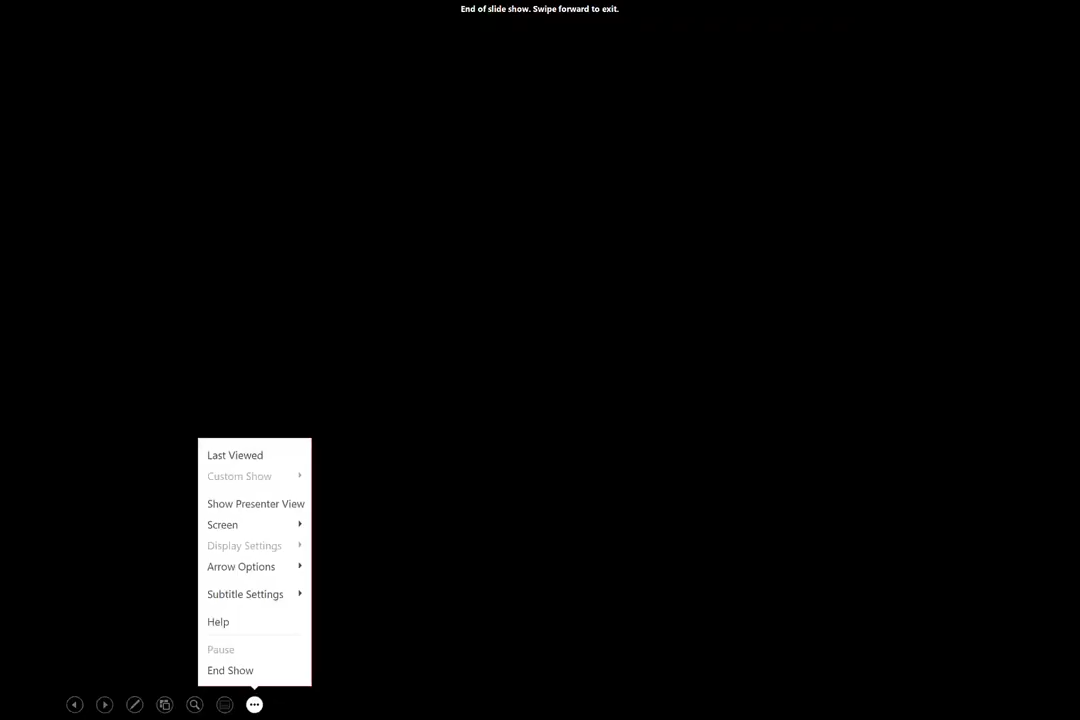 End of slide show. Swipe forward to exit.
Last Viewed
Custom Show
Show Presenter View
Screen
Display Settings
Arrow Options
Subtitle Settings
Help
Pause
End Show